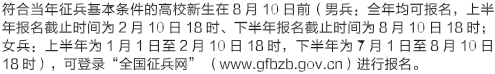 符合当年征兵基本条件的高校新生在 8 月 10 日前（男兵：全年均可报名，上半
年报名截止时间为 2 月 10 日 18 时、下半年报名截止时间为 8 月 10 日 18 时；
女兵：上半年为 1 月 1 日至 2 月 10 日 18 时，下半年为 7 月 1 日至 8 月 10 日
18 时），可登录“全国征兵网”（www.gfbzb.gov.cn）进行报名。